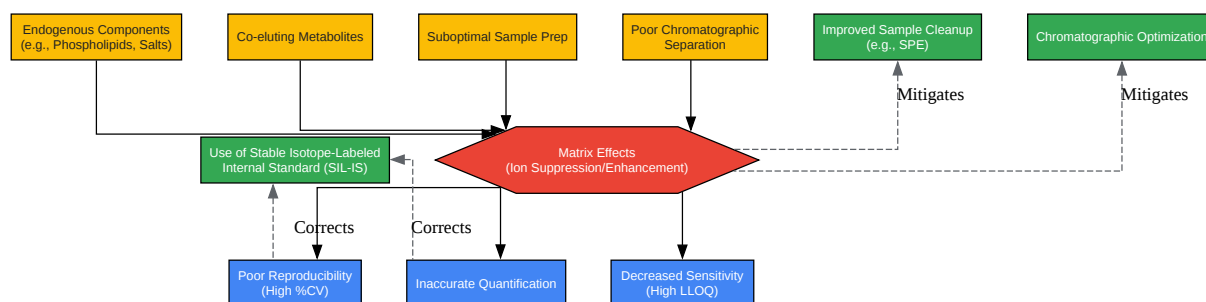 Endogenous Components
(e.g., Phospholipids, Salts)
Co-eluting Metabolites
Suboptimal Sample Prep
Poor Chromatographic
Separation
Improved Sample Cleanup
(e.g., SPE)
Chromatographic Optimization
Mitigates
Mitigates
Use of Stable Isotope-Labeled
Internal Standard (SIL-IS)
Matrix Effects
(Ion Suppression/Enhancement)
Corrects
Corrects
Poor Reproducibility
(High %CV)
Inaccurate Quantification
Decreased Sensitivity
(High LLOQ)